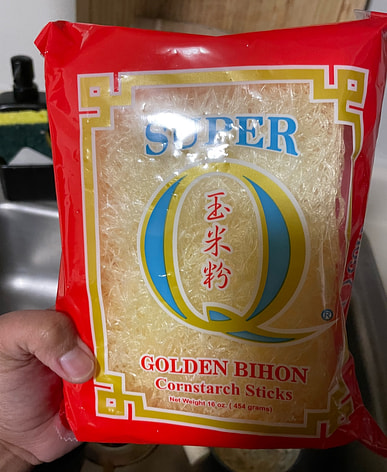 SUPER
Q
玉米粉
®
GOLDEN BIHON
Cornstarch Sticks
Net Weight 16 oz. (454 grams)